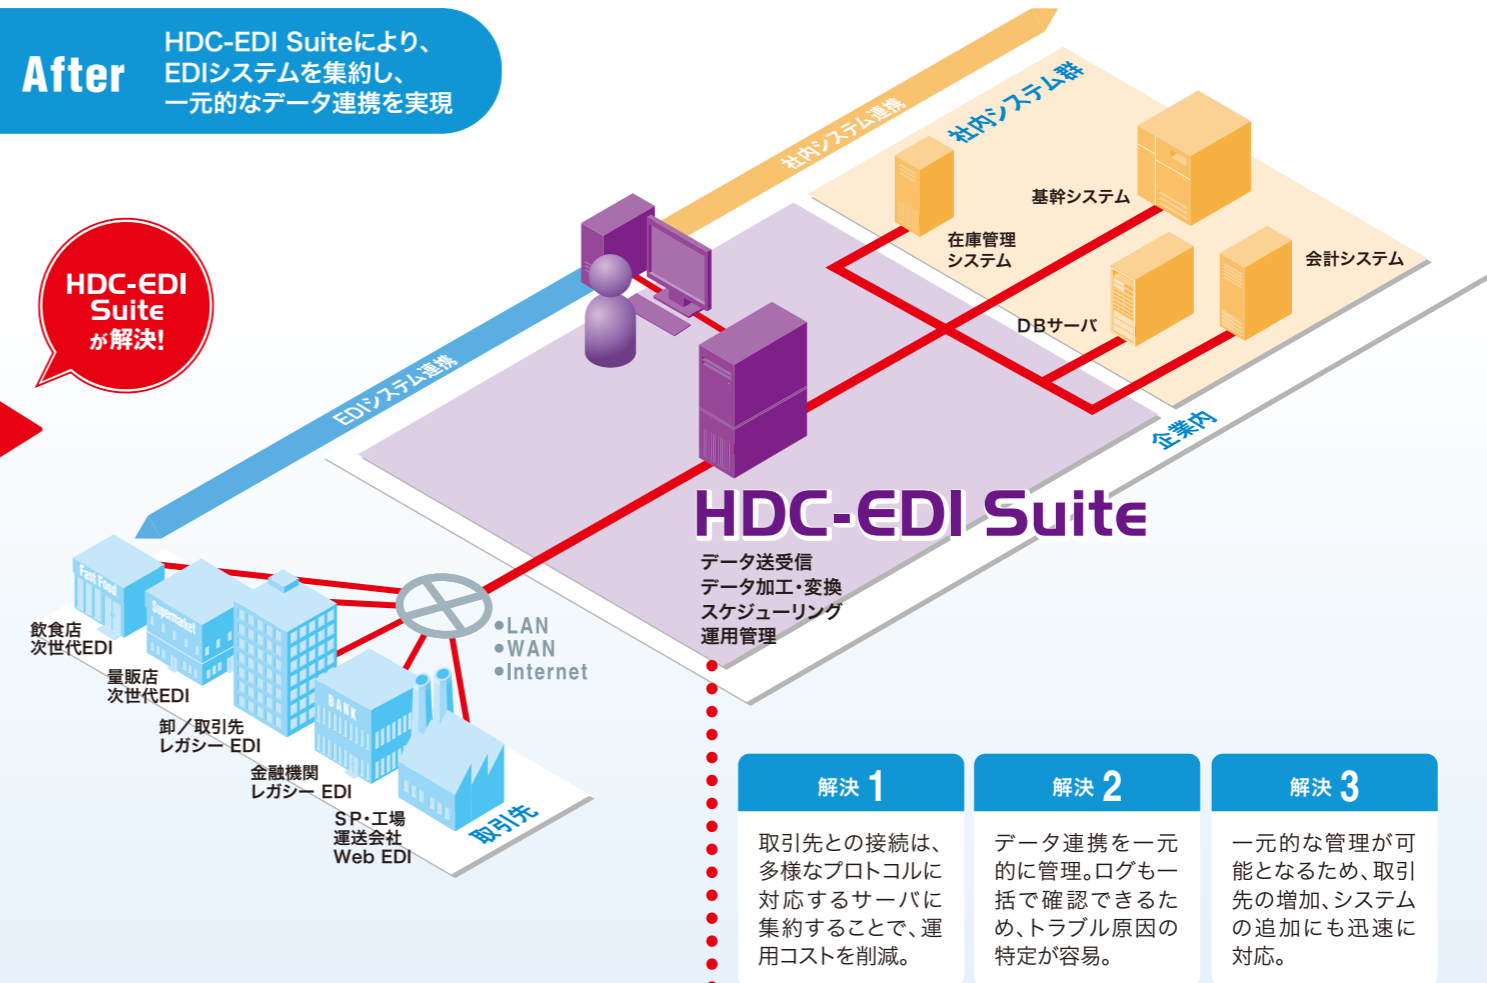 After
HDC-EDI Suiteにより、
EDIシステムを集約し、
一元的なデータ連携を実現
HDC-EDI
Suite
が解決!
社内システム連携
EDIシステム連携
社内システム群
基幹システム
在庫管理
システム
会計システム
DBサーバ
企業内
HDC-EDI Suite
データ送受信
データ加工・変換
スケジューリング
運用管理
•LAN
•WAN
•Internet
Fast Food
Supermarket
BANK
飲食店
次世代EDI
量販店
次世代EDI
卸／取引先
レガシー EDI
金融機関
レガシー EDI
SP・工場
運送会社
Web EDI
取引先
解決 1
取引先との接続は、
多様なプロトコルに
対応するサーバに
集約することで、運
用コストを削減。
解決 2
データ連携を一元
的に管理。ログも一
括で確認できるた
め、トラブル原因の
特定が容易。
解決 3
一元的な管理が可
能となるため、取引
先の増加、システム
の追加にも迅速に
対応。